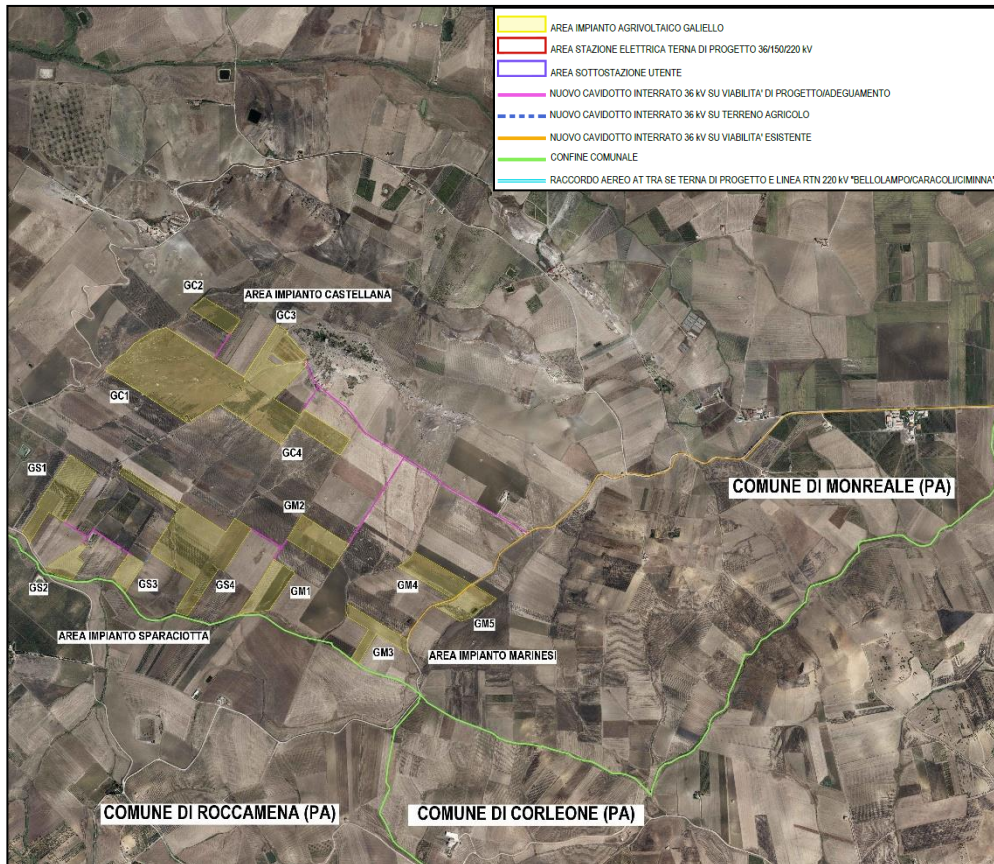 AREA IMPIANTO AGRIVOLTAICO GALIELLO
AREA STAZIONE ELETTRICA TERNA DI PROGETTO 36/150/220 kV
AREA SOTTOSTAZIONE UTENTE
NUOVO CAVIDOTTO INTERRATO 36 kV SU VIABILITA' DI PROGETTO/ADEGUAMENTO
NUOVO CAVIDOTTO INTERRATO 36 kV SU TERRENO AGRICOLO
NUOVO CAVIDOTTO INTERRATO 36 kV SU VIABILITA' ESISTENTE
CONFINE COMUNALE
RACCORDO AEREO AT TRA SE TERNA DI PROGETTO E LINEA RTN 220 kV "BELLOLAMPO/CARACOLI/CIMINNA"
GC2
AREA IMPIANTO CASTELLANA
GC3
GC1
GC4
GS1
COMUNE DI MONREALE (PA)
GM2
GM4
GS2
GS3
GS4
GM1
GM5
AREA IMPIANTO SPARACIOTTA
GM3
AREA IMPIANTO MARINESI
COMUNE DI ROCCAMENA (PA)
COMUNE DI CORLEONE (PA)